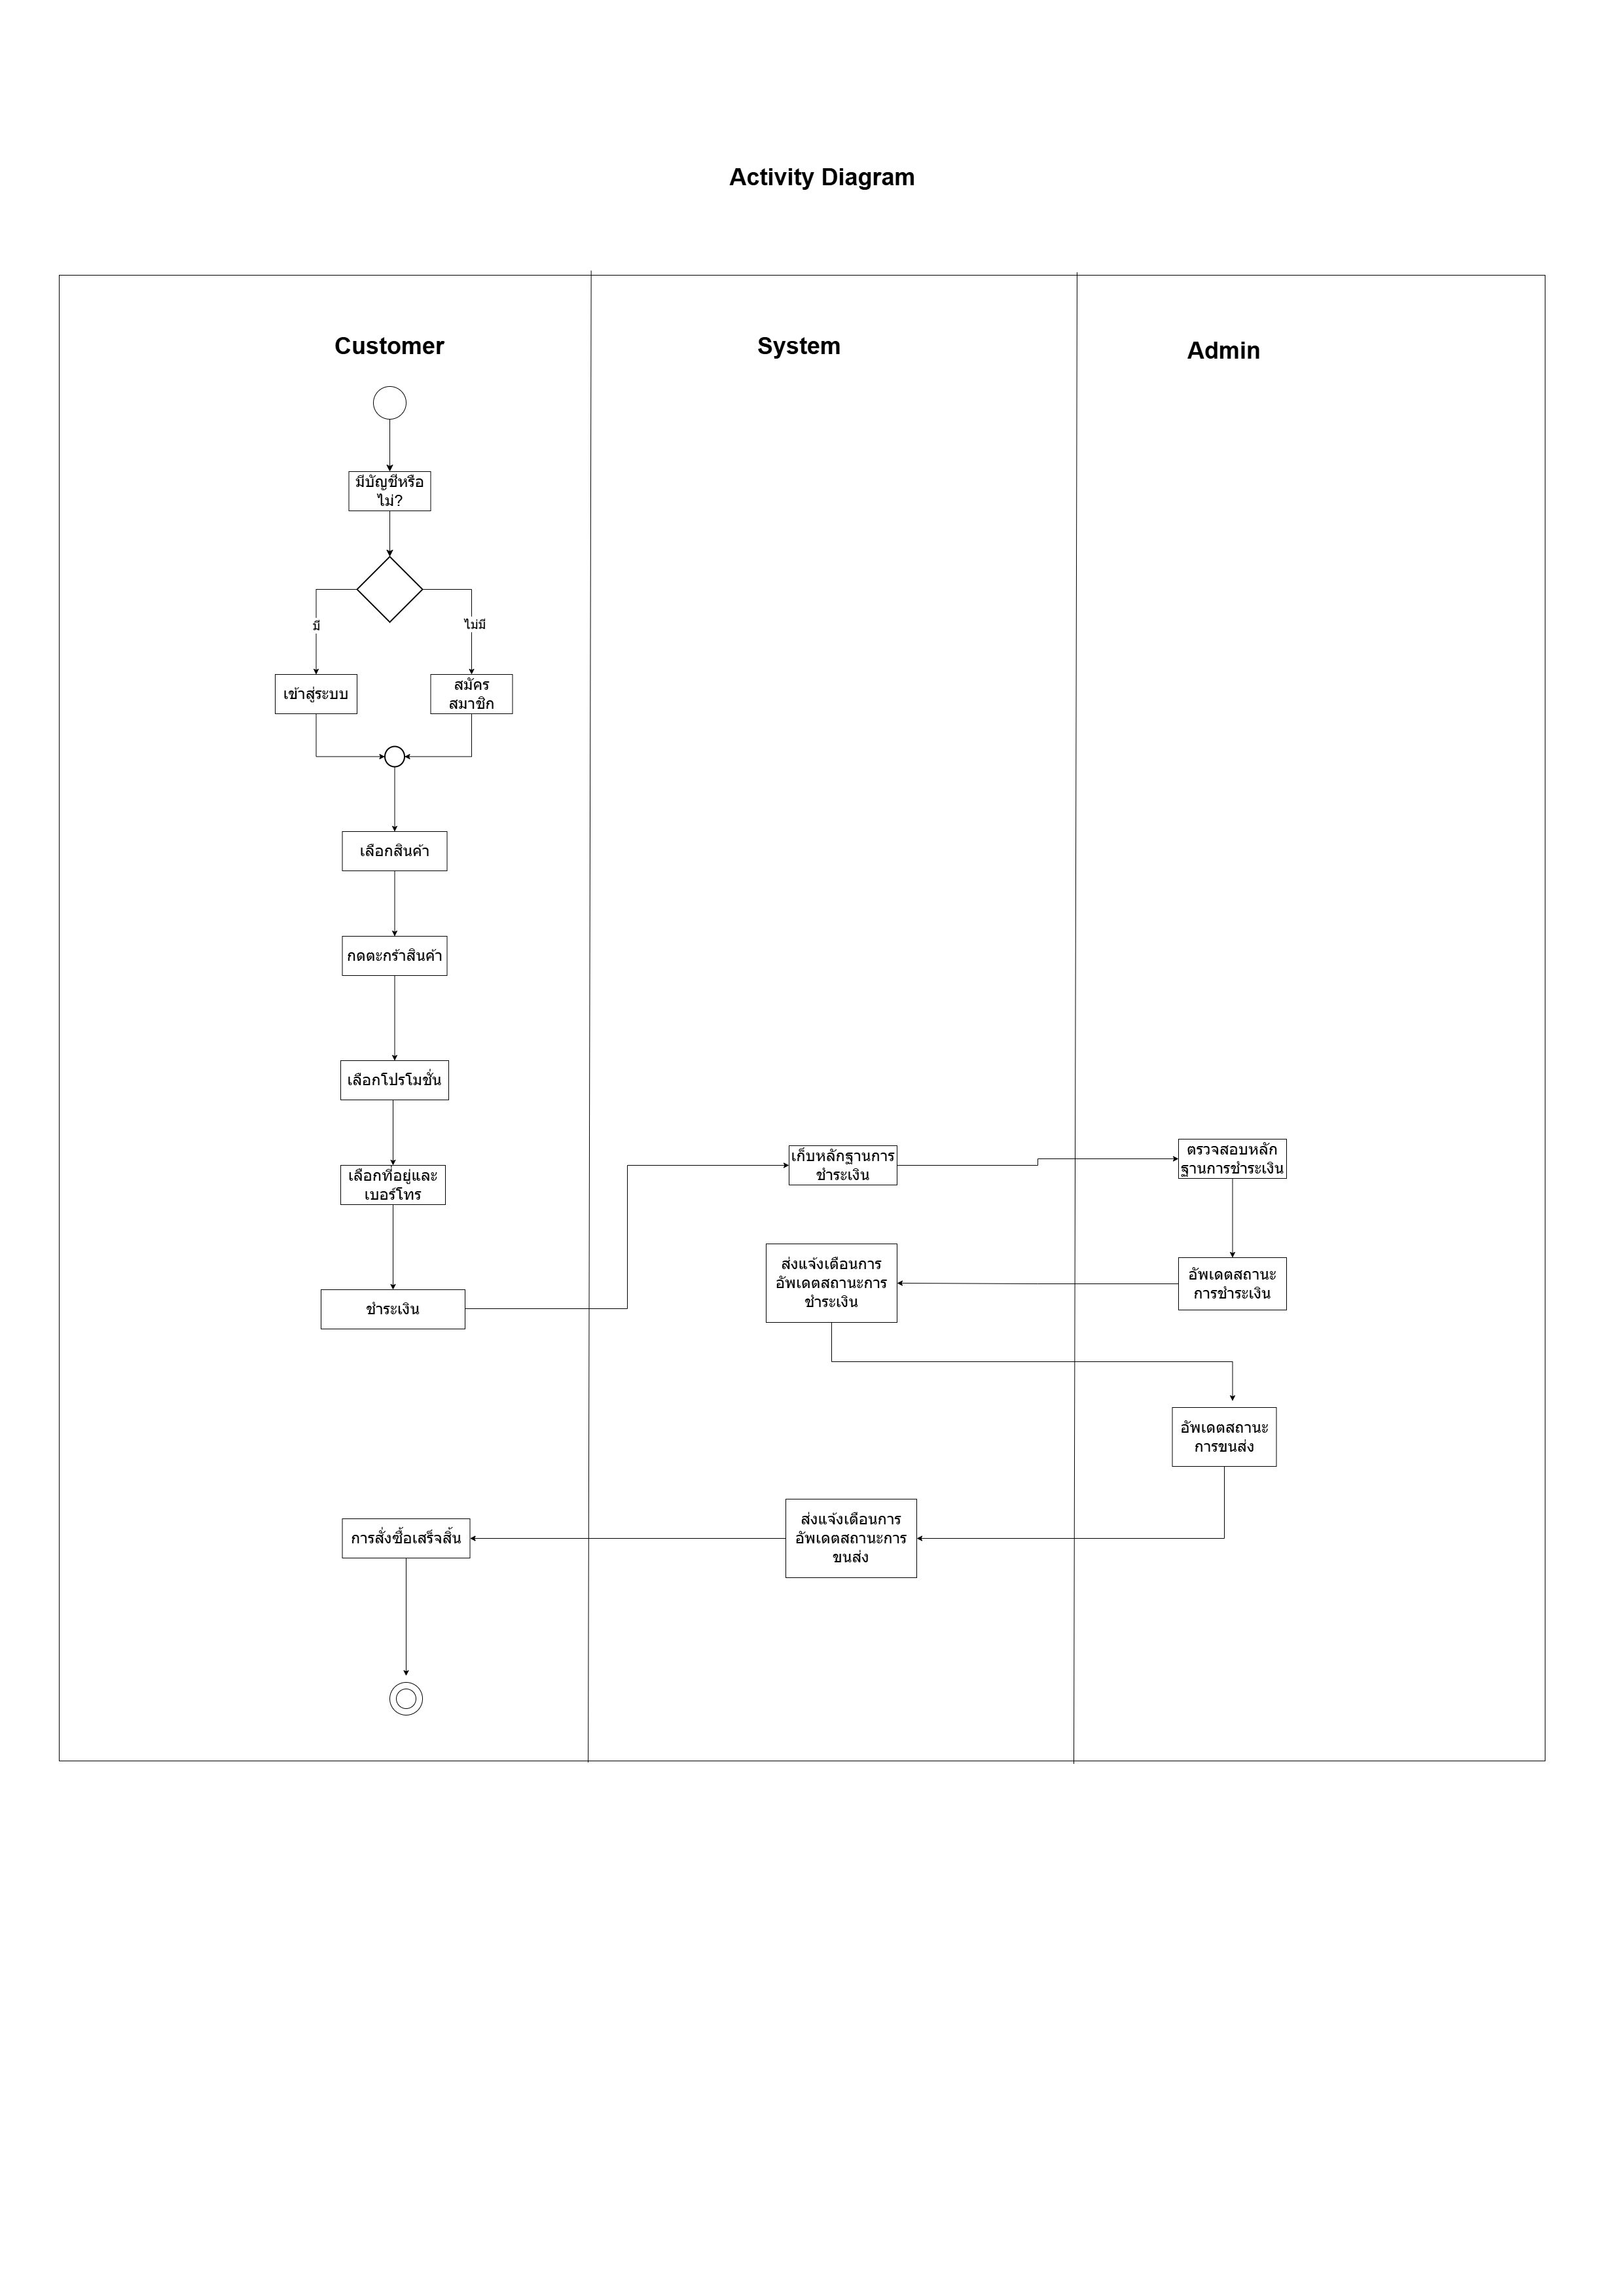 Activity Diagram
Customer
System
Admin
มีบัญชีหรือ
ไม่?
มี
ไม่มี
เข้าสู่ระบบ
สมัคร
สมาชิก
เลือกสินค้า
กดตะกร้าสินค้า
เลือกโปรโมชั่น
เลือกที่อยู่และ
เบอร์โทร
ชำระเงิน
เก็บหลักฐานการ
ชำระเงิน
ตรวจสอบหลัก
ฐานการชำระเงิน
อัพเดตสถานะ
การชำระเงิน
ส่งแจ้งเตือนการ
อัพเดตสถานะการ
ชำระเงิน
อัพเดตสถานะ
การขนส่ง
ส่งแจ้งเตือนการ
อัพเดตสถานะการ
ขนส่ง
การสั่งซื้อเสร็จสิ้น